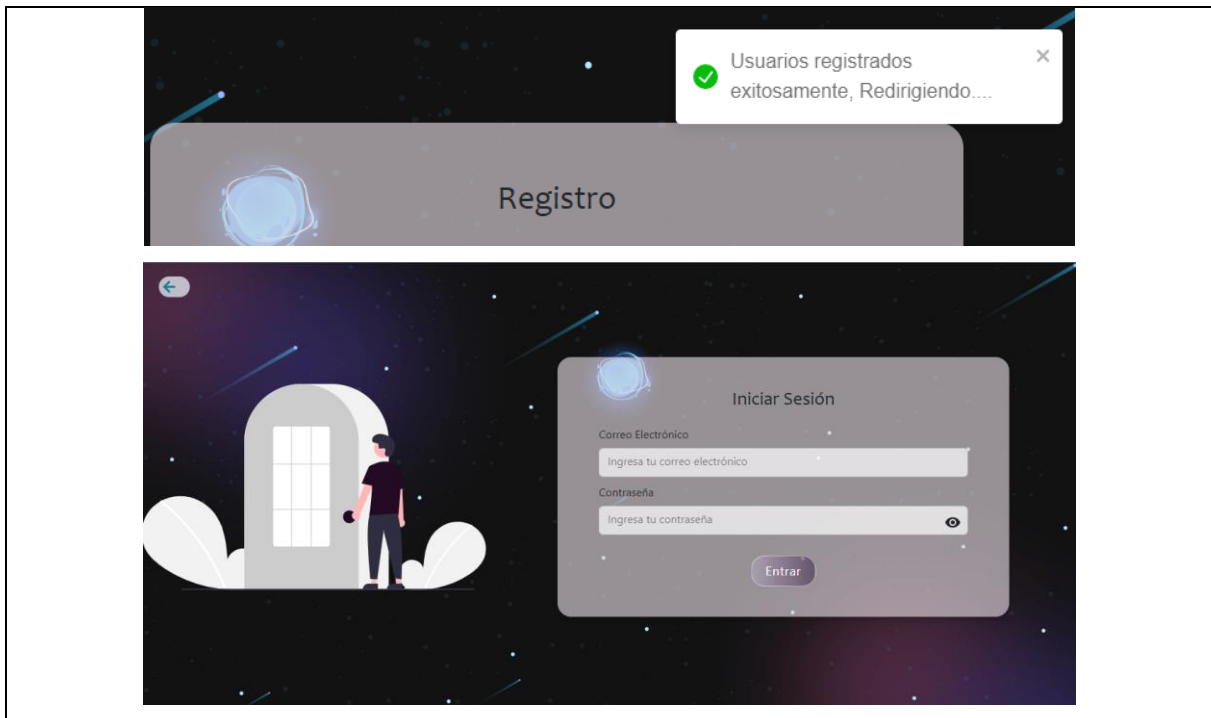 Usuarios registrados
exitosamente, Redirigiendo....
Registro
Iniciar Sesión
Correo Electrónico
Ingresa tu correo electrónico
Contraseña
Ingresa tu contraseña
Entrar